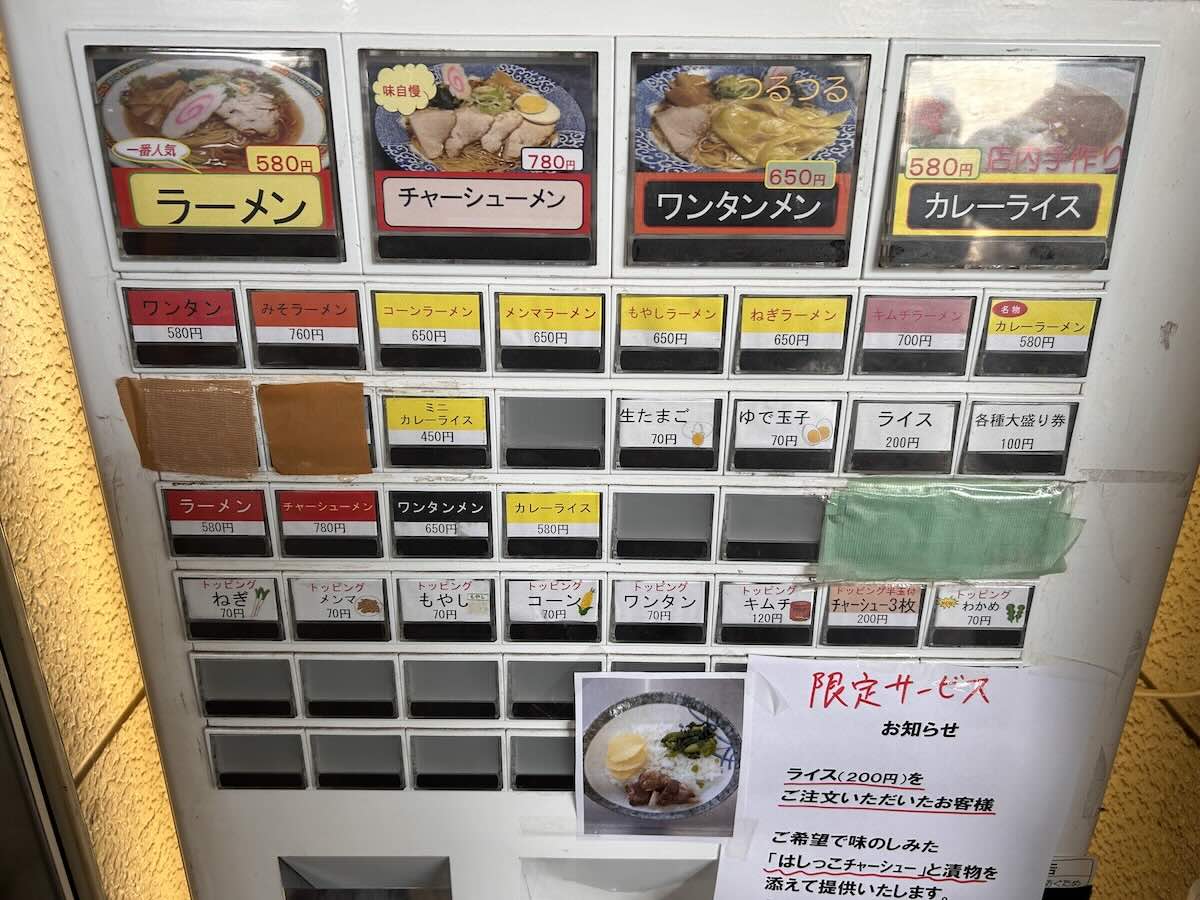 一番人気
580円
ラーメン
味自慢
780円
チャーシューメン
つるつる
650円
ワンタンメン
580円
店内手作り
カレーライス
ワンタン
580円
みそラーメン
760円
コーンラーメン
650円
メンマラーメン
650円
もやしラーメン
650円
ねぎラーメン
650円
キムチラーメン
700円
名物
カレーラーメン
580円
ミニ
カレーライス
450円
生たまご
70円
ゆで玉子
70円
ライス
200円
各種大盛り券
100円
ラーメン
580円
チャーシューメン
780円
ワンタンメン
650円
カレーライス
580円
トッピング
ねぎ
70円
トッピング
メンマ
70円
トッピング
もやし
70円
トッピング
コーン
70円
トッピング
ワンタン
70円
トッピング
キムチ
120円
トッピング半玉付
チャーシュー3枚
200円
トッピング
わかめ
70円
限定サービス
お知らせ
ライス(200円)を
ご注文いただいたお客様
ご希望で味のしみた
「はしっこチャーシュー」と漬物を
添えて提供いたします。